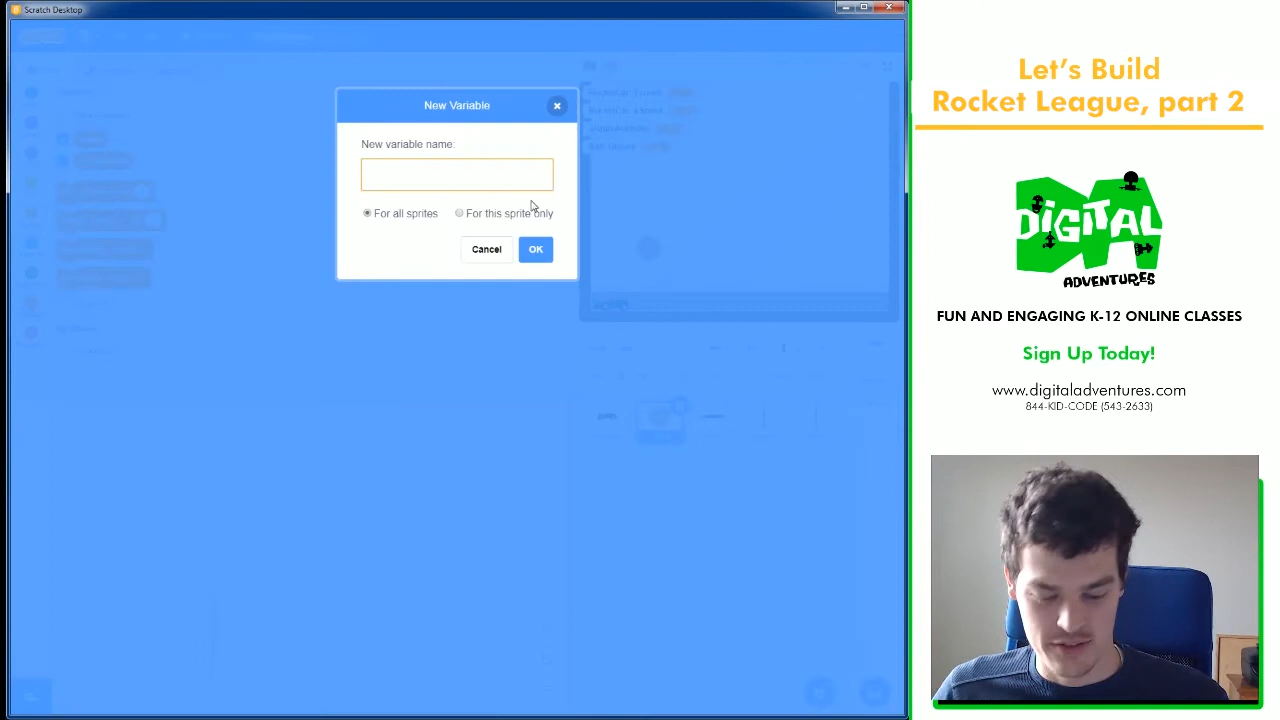 Scratch Desktop
New Variable
New variable name:
For all sprites
For this sprite only
Cancel
OK
Let's Build
Rocket League, part 2
DIGITAL
ADVENTURES
FUN AND ENGAGING K-12 ONLINE CLASSES
Sign Up Today!
www.digitaladventures.com
844-KID-CODE (543-2633)